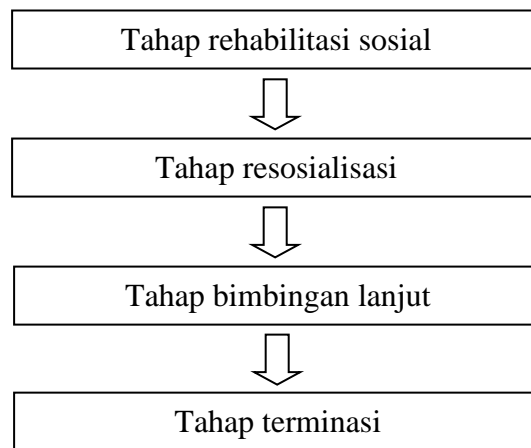 Tahap rehabilitasi sosial
Tahap resosialisasi
Tahap bimbingan lanjut
Tahap terminasi